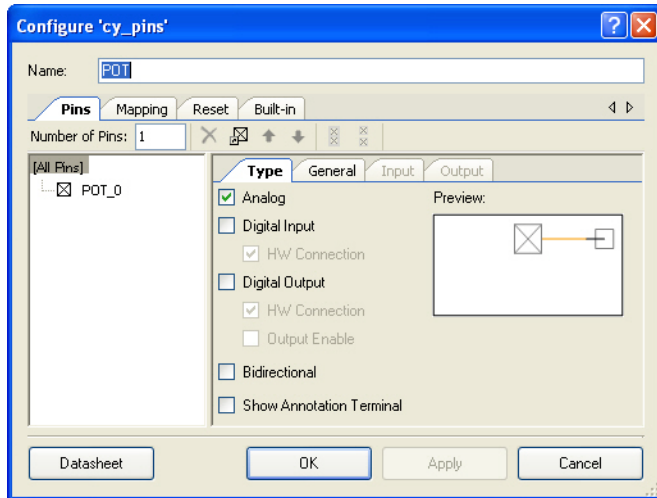 Configure 'cy_pins'
Name: POT
Pins Mapping Reset Built-in
Number of Pins: 1
[All Pins]
POT_0
Type General Input Output
Analog
Preview:
Digital Input
HW Connection
Digital Output
HW Connection
Output Enable
Bidirectional
Show Annotation Terminal
Datasheet OK Apply Cancel